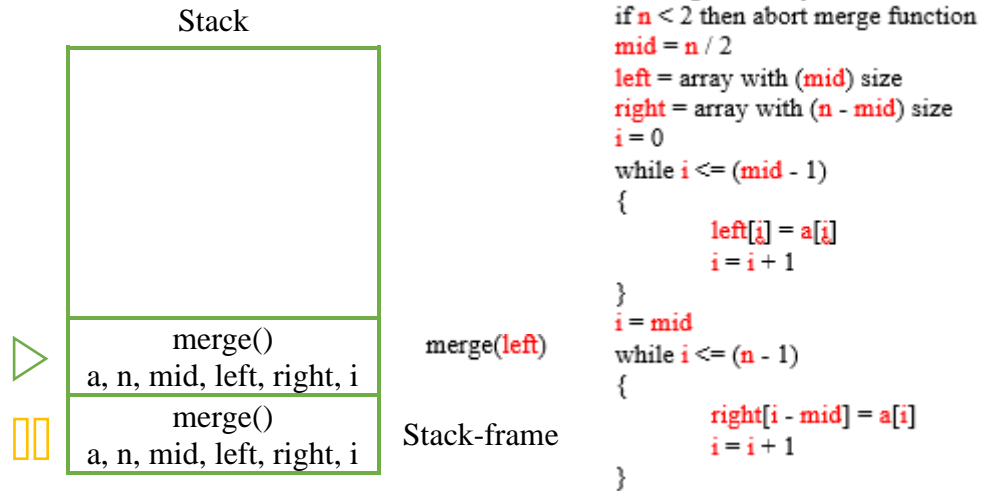 Stack
merge()
a, n, mid, left, right, i
merge(left)
merge()
a, n, mid, left, right, i
Stack-frame
if n < 2 then abort merge function
mid = n / 2
left = array with (mid) size
right = array with (n - mid) size
i = 0
while i <= (mid - 1)
{
left[i] = a[i]
i = i + 1
}
i = mid
while i <= (n - 1)
{
right[i - mid] = a[i]
i = i + 1
}